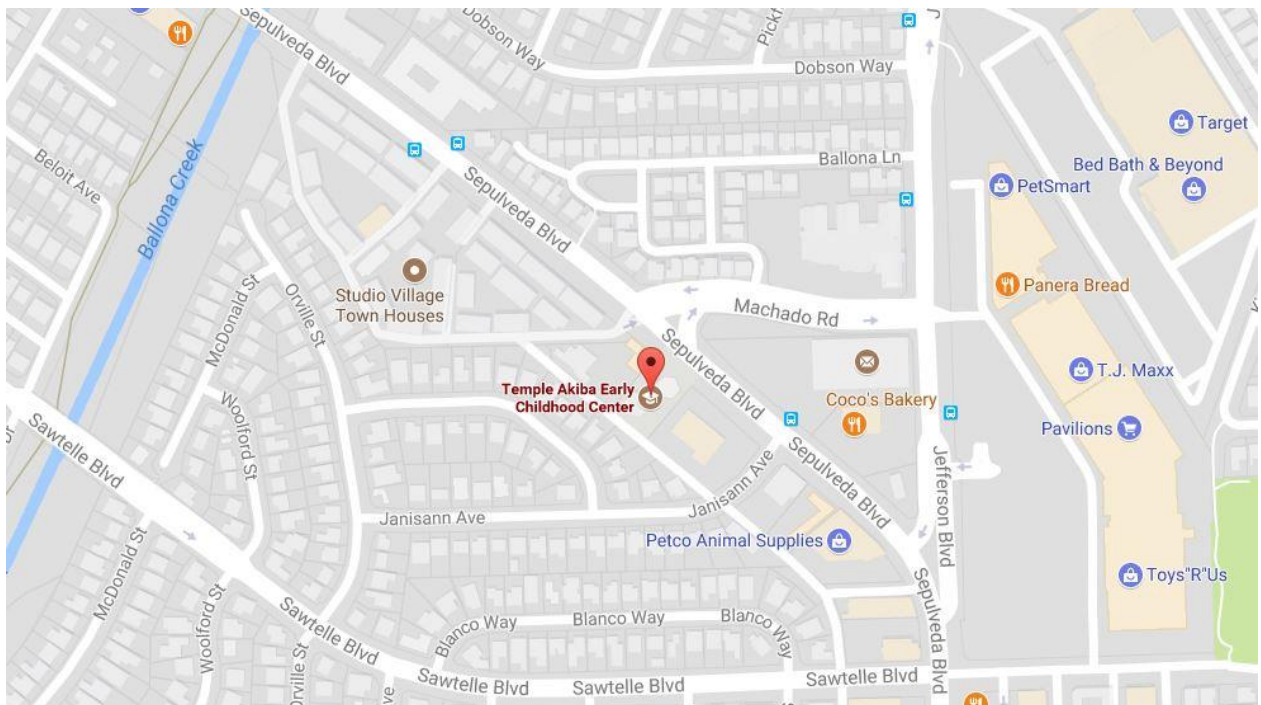 Sepulveda Blvd
Dobson Way
Pickf
J
Dobson Way
Target
Beloit Ave
Ballona Creek
Ballona Ln
Bed Bath & Beyond
PetSmart
Sepulveda Blvd
Studio Village
Town Houses
McDonald St
Orville St
Machado Rd
Panera Bread
Sepulveda Blvd
T.J. Maxx
Temple Akiba Early
Childhood Center
Coco's Bakery
Woolford St
Pavilions
Sawtelle Blvd
Sepulveda Blvd
Jefferson Blvd
Janisann Ave
Janisann Ave
Petco Animal Supplies
McDonald St
Toys"R"Us
Woolford St
Sawtelle Blvd
Blanco Way
Blanco Way
Blanco Way
Sepulveda Blvd
Orville St
Ave
Sawtelle Blvd
Sawtelle Blvd
Sawtelle Blvd